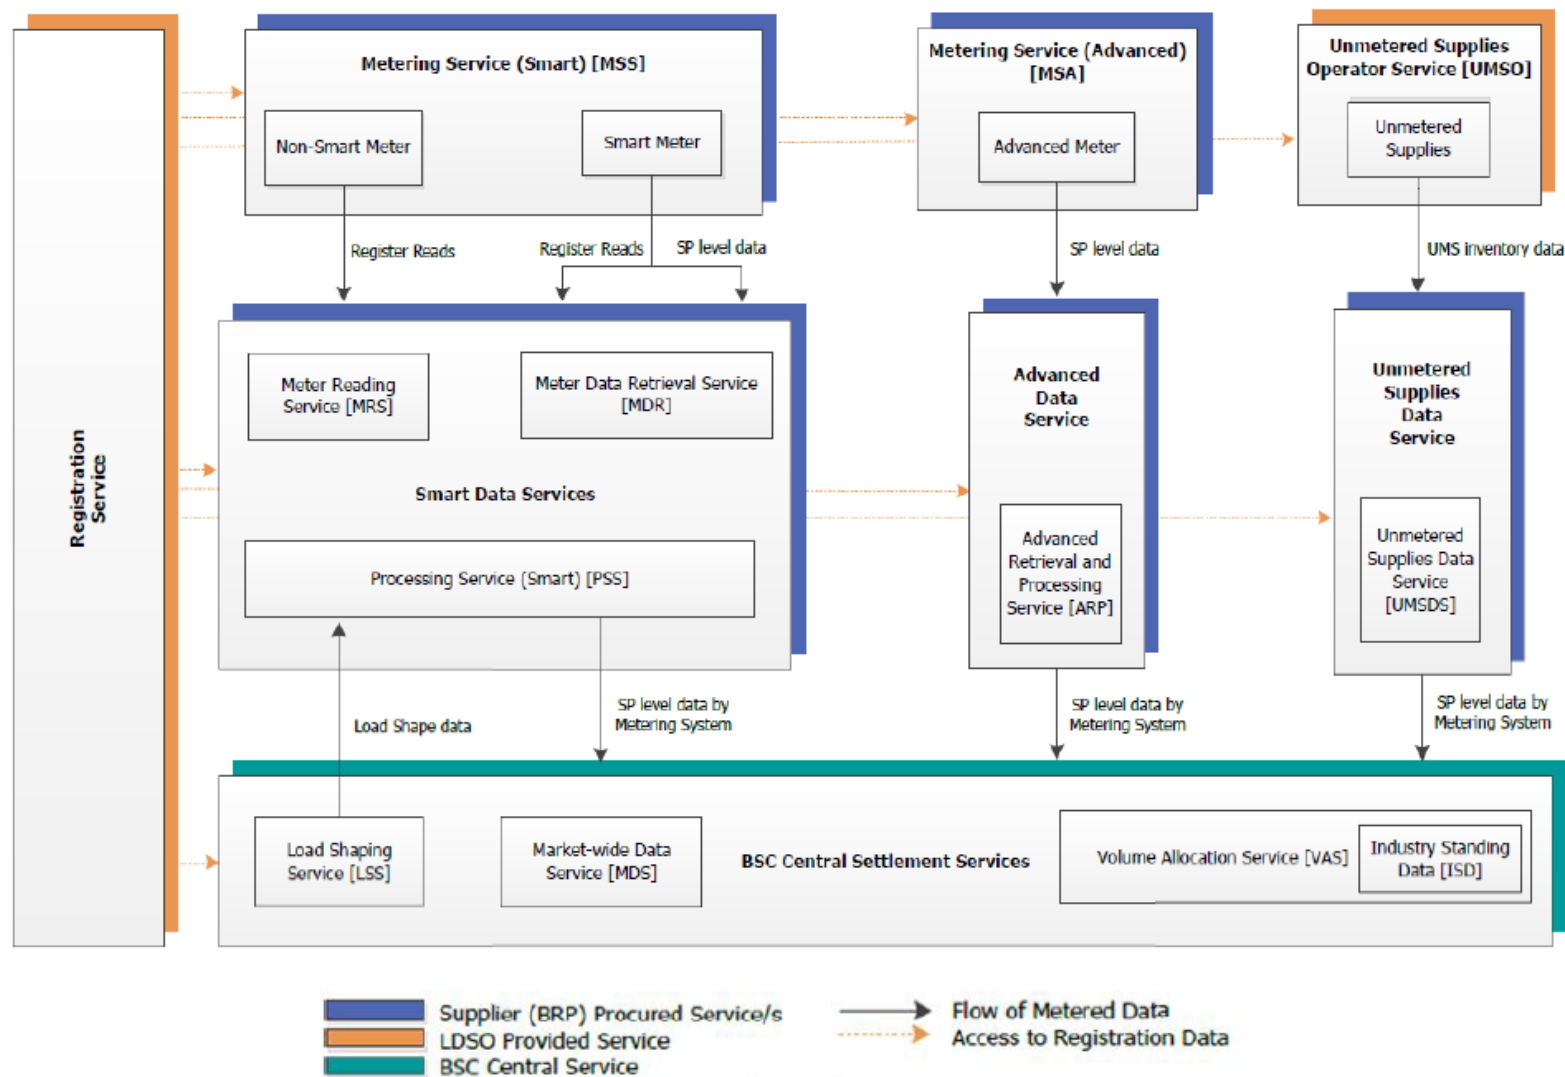 Registration
Service
Metering Service (Smart) [MSS]
Non-Smart Meter
Smart Meter
Metering Service (Advanced)
[MSA]
Advanced Meter
Unmetered Supplies
Operator Service [UMSO]
Unmetered
Supplies
Register Reads
Register Reads
SP level data
SP level data
UMS inventory data
Meter Reading
Service [MRS]
Meter Data Retrieval Service
[MDR]
Smart Data Services
Processing Service (Smart) [PSS]
Advanced
Data
Service
Advanced
Retrieval and
Processing
Service [ARP]
Unmetered
Supplies
Data
Service
Unmetered
Supplies Data
Service
[UMSDS]
Load Shape data
SP level data by
Metering System
SP level data by
Metering System
SP level data by
Metering System
Load Shaping
Service [LSS]
Market-wide Data
Service [MDS]
BSC Central Settlement Services
Volume Allocation Service [VAS]
Industry Standing
Data [ISD]
Supplier (BRP) Procured Service/s
LDSO Provided Service
BSC Central Service
Flow of Metered Data
Access to Registration Data